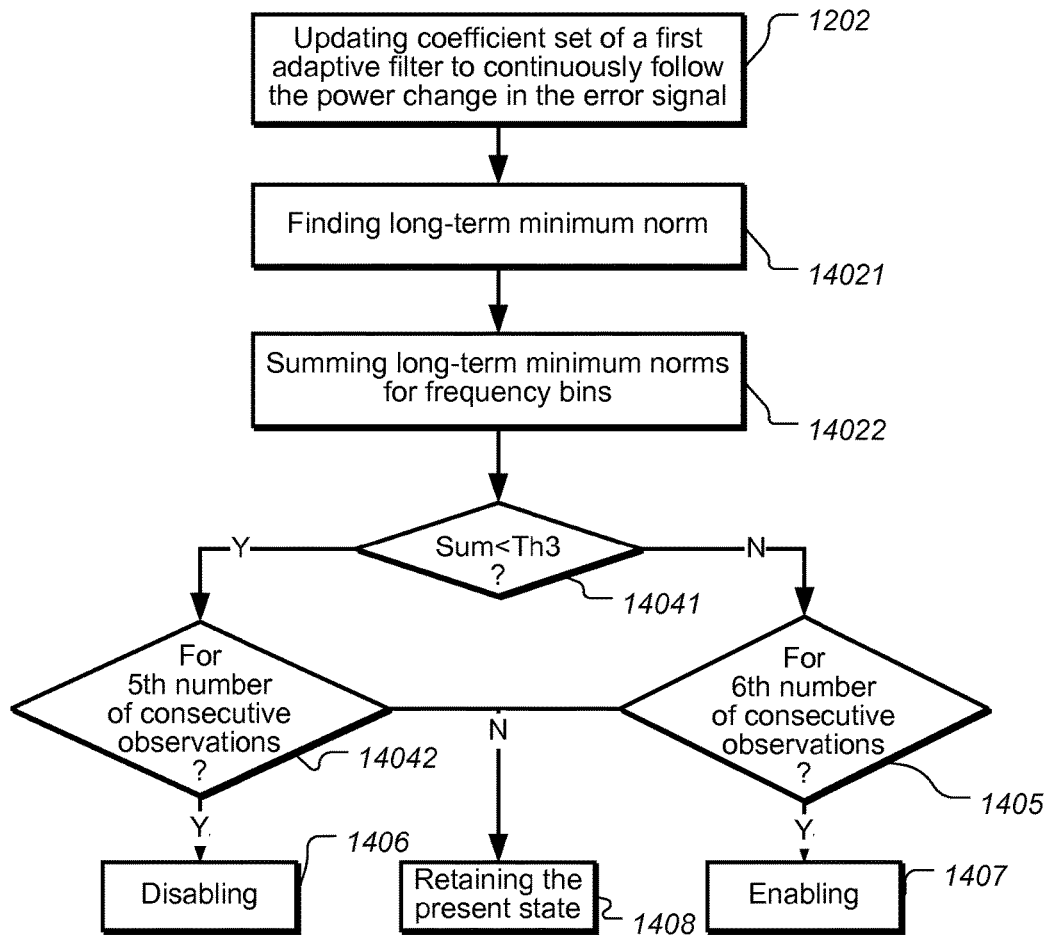 1202
Updating coefficient set of a first
adaptive filter to continuously follow
the power change in the error signal
Finding long-term minimum norm
14021
Summing long-term minimum norms
for frequency bins
14022
Y
Sum<Th3
?
N
14041
For
5th number
of consecutive
observations
?
14042
N
For
6th number
of consecutive
observations
?
1405
Y
Y
1406
Disabling
Retaining the
present state
1408
Enabling
1407